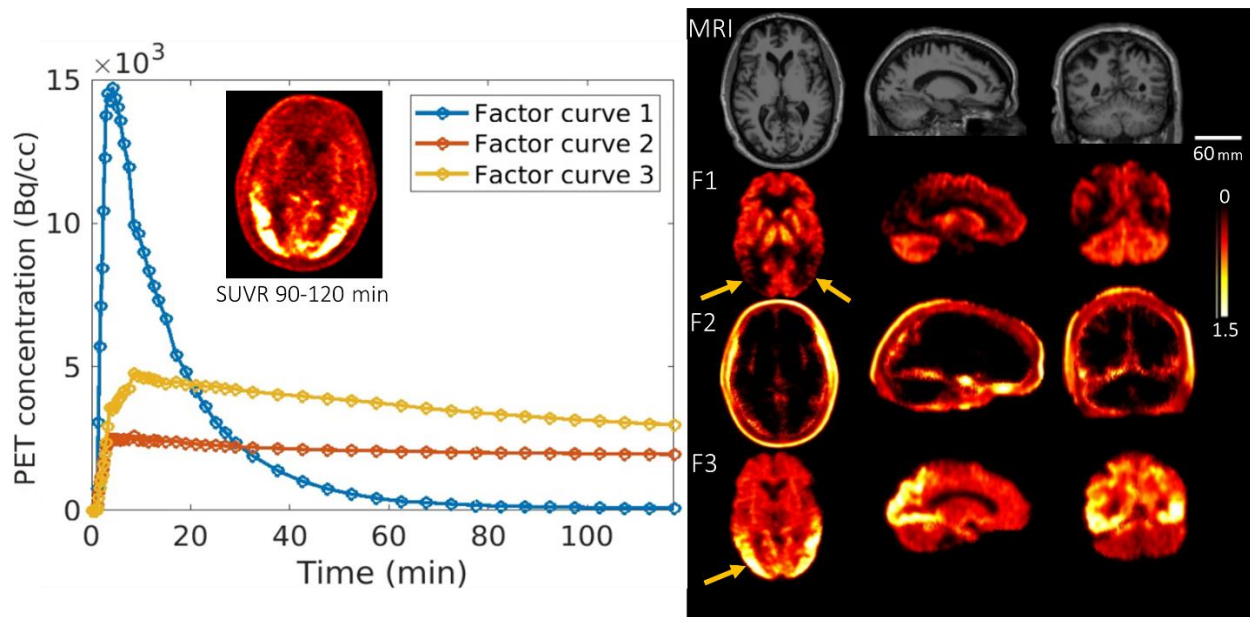 ×10³
15
10
5
0
PET concentration (Bq/cc)
0
20
40
60
80
100
Time (min)
Factor curve 1
Factor curve 2
Factor curve 3
SUVR 90-120 min
MRI
60 mm
F1
0
1.5
F2
F3